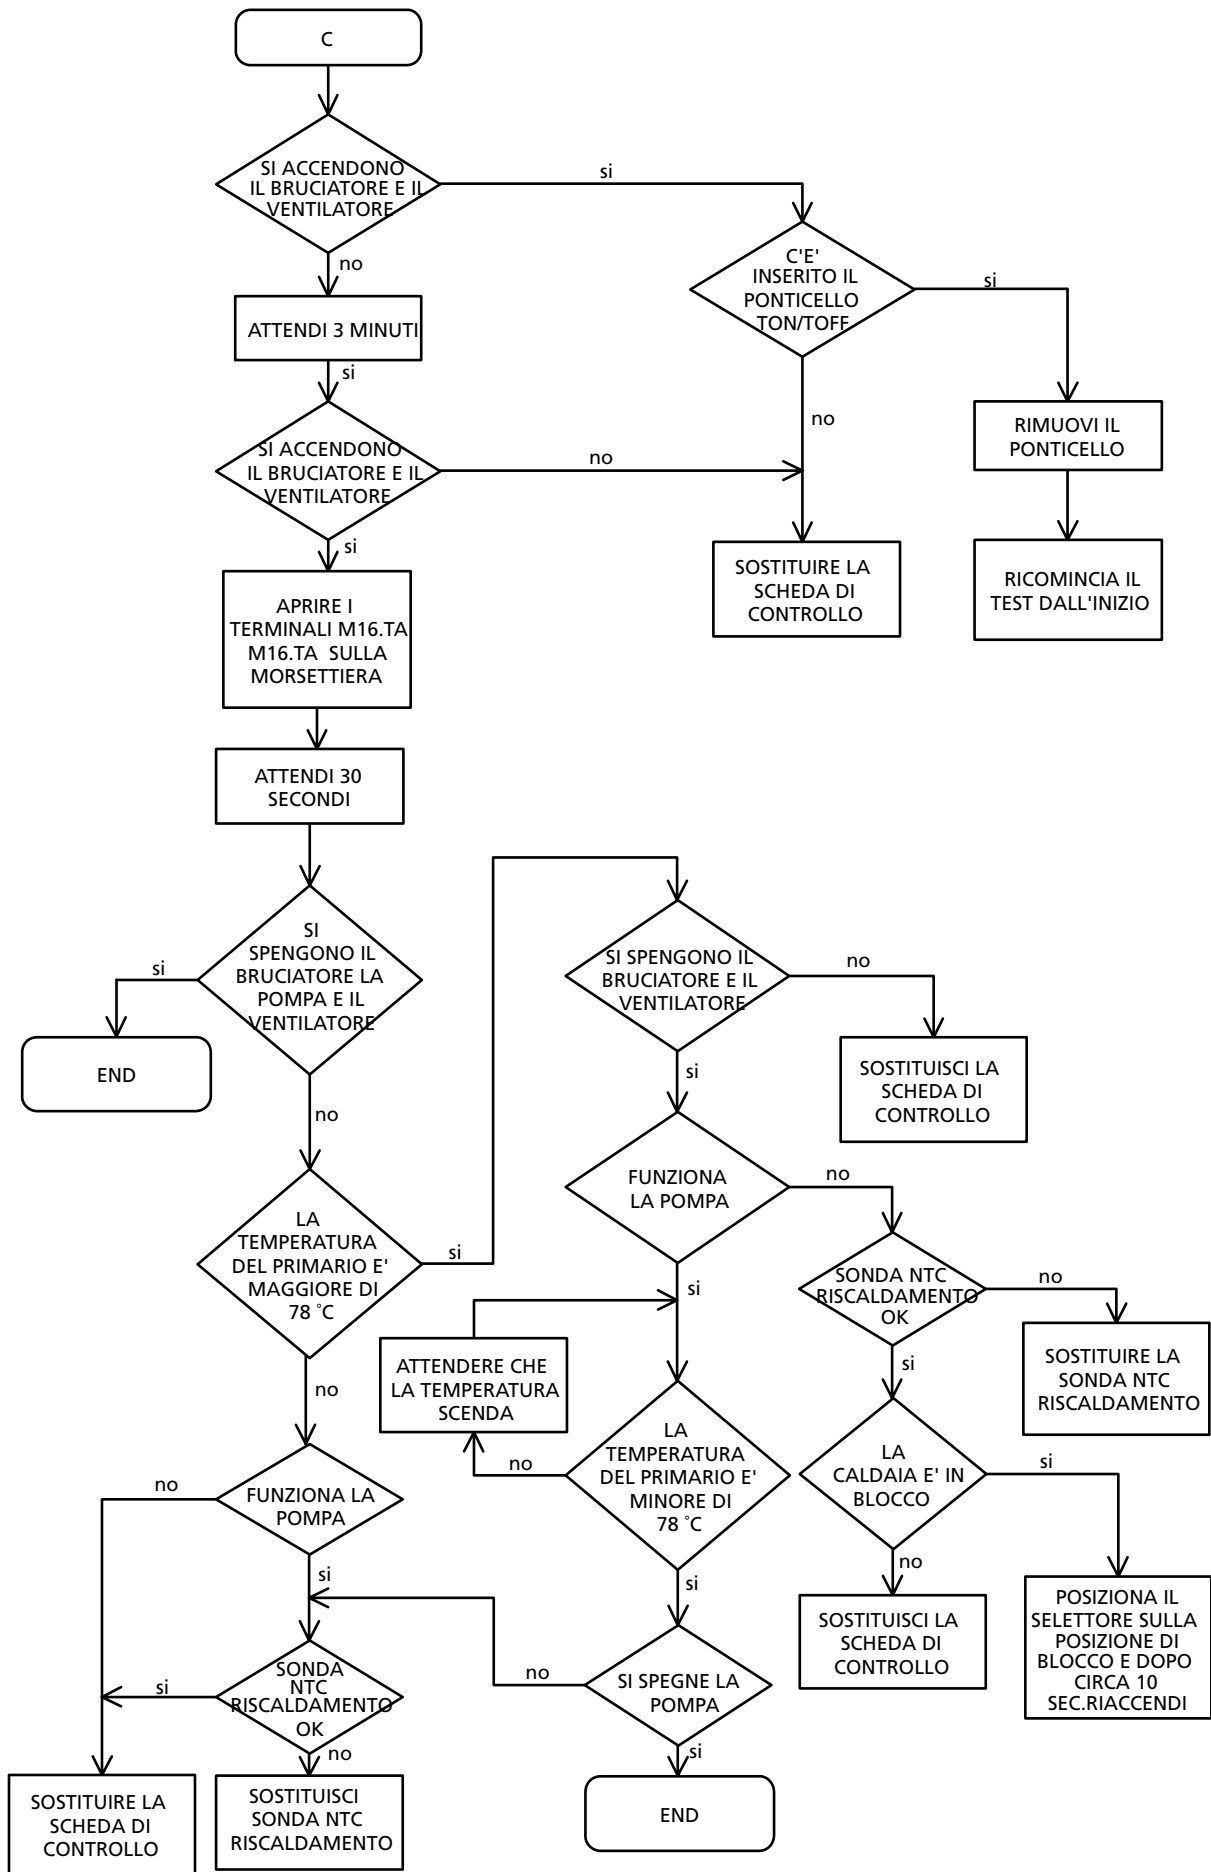 C
SI ACCENDONO
IL BRUCIATORE E IL
VENTILATORE
si
no
C'E'
INSERITO IL
PONTICELLO
TON/TOFF
si
ATTENDI 3 MINUTI
si
no
RIMUOVI IL
PONTICELLO
SI ACCENDONO
IL BRUCIATORE E IL
VENTILATORE
no
si
SOSTITUIRE LA
SCHEDA DI
CONTROLLO
RICOMINCIA IL
TEST DALL'INIZIO
APRIRE I
TERMINALI M16.TA
M16.TA SULLA
MORSETTIERA
ATTENDI 30
SECONDI
SI
SPENGONO IL
BRUCIATORE LA
POMPA E IL
VENTILATORE
si
END
no
SI SPENGONO IL
BRUCIATORE E IL
VENTILATORE
no
si
SOSTITUISCI LA
SCHEDA DI
CONTROLLO
FUNZIONA
LA POMPA
no
si
LA
TEMPERATURA
DEL PRIMARIO E'
MAGGIORE DI
78 °C
si
no
SONDA NTC
RISCALDAMENTO
OK
no
si
SOSTITUIRE LA
SONDA NTC
RISCALDAMENTO
ATTENDERE CHE
LA TEMPERATURA
SCENDA
no
LA
TEMPERATURA
DEL PRIMARIO E'
MINORE DI
78 °C
si
LA
CALDAIA E' IN
BLOCCO
si
no
FUNZIONA LA
POMPA
no
si
SOSTITUISCI LA
SCHEDA DI
CONTROLLO
POSIZIONA IL
SELETTORE SULLA
POSIZIONE DI
BLOCCO E DOPO
CIRCA 10
SEC.RIACCENDI
SONDA
NTC
RISCALDAMENTO
OK
si
no
SI SPEGNE LA
POMPA
no
si
SOSTITUIRE LA
SCHEDA DI
CONTROLLO
SOSTITUISCI
SONDA NTC
RISCALDAMENTO
END